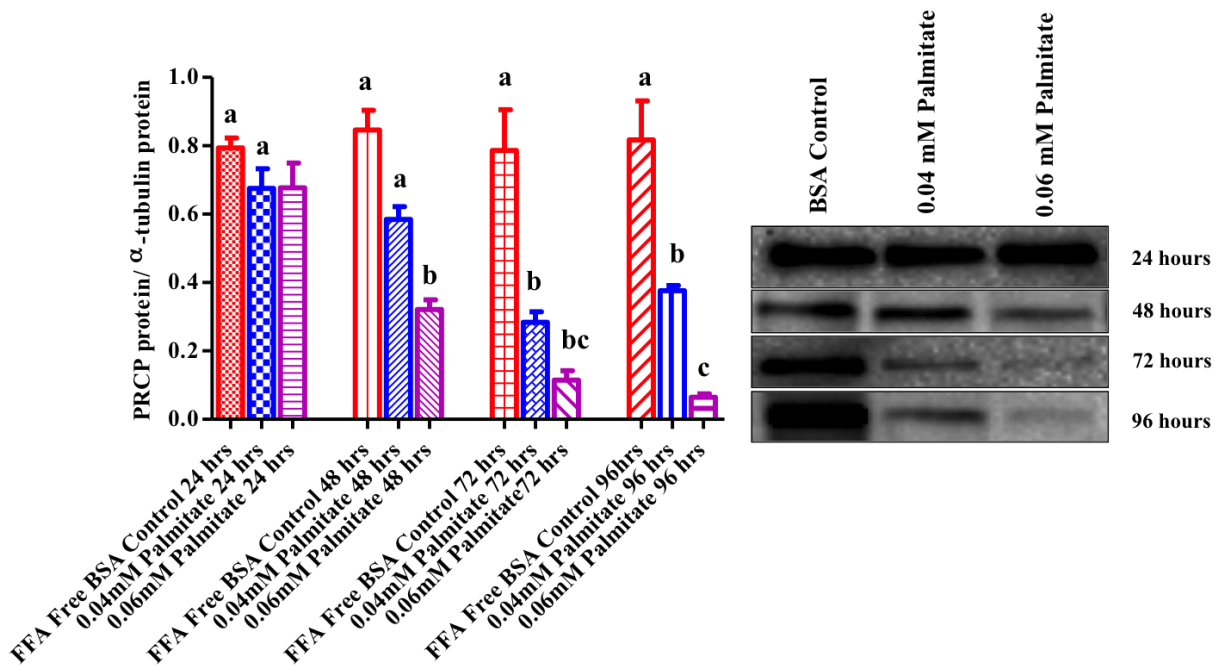 PRCP protein/ α-tubulin protein
1.0
0.8
0.6
0.4
0.2
0.0
a
a
a
a
b
a
b
bc
a
b
c
FFA Free BSA Control 24 hrs
0.04mM Palmitate 24 hrs
0.06mM Palmitate 24 hrs
FFA Free BSA Control 48 hrs
0.04mM Palmitate 48 hrs
0.06mM Palmitate 48 hrs
FFA Free BSA Control 72 hrs
0.04mM Palmitate 72 hrs
0.06mM Palmitate72 hrs
FFA Free BSA Control 96hrs
0.04mM Palmitate 96 hrs
0.06mM Palmitate 96 hrs
BSA Control
0.04 mM Palmitate
0.06 mM Palmitate
24 hours
48 hours
72 hours
96 hours